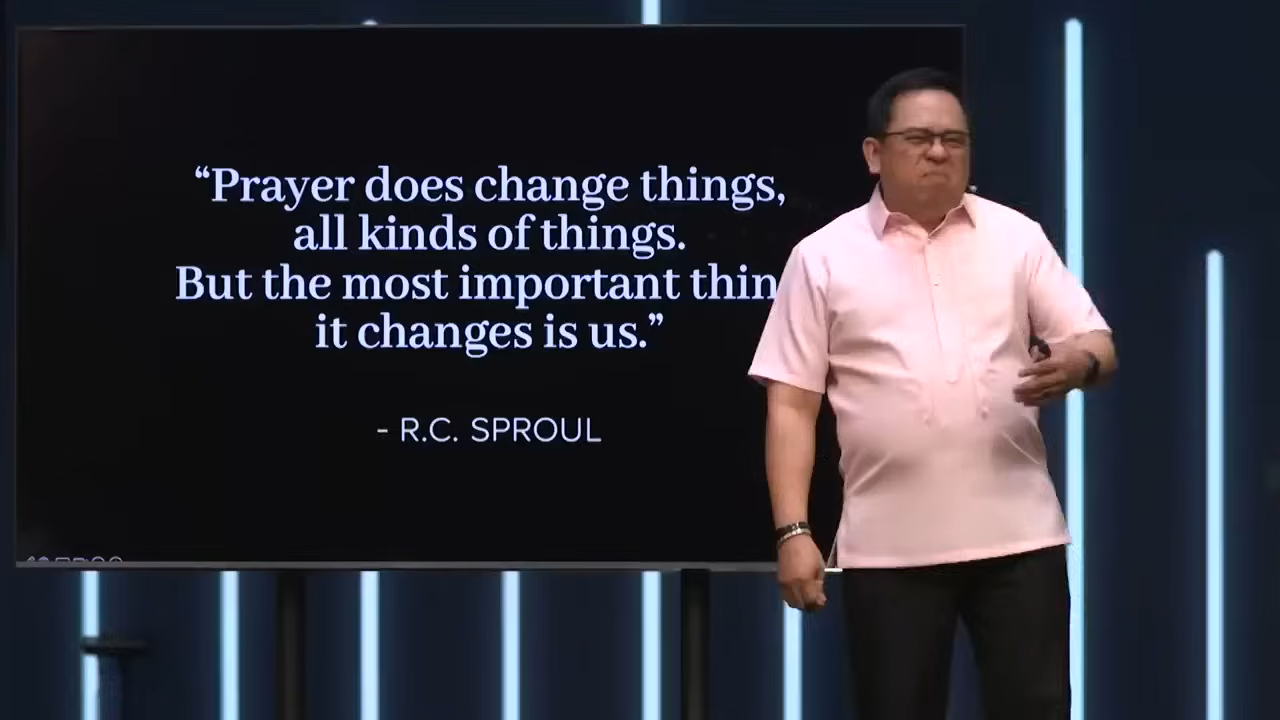 “Prayer does change things,
all kinds of things.
But the most important thin
it changes is us.”
- R.C. SPROUL